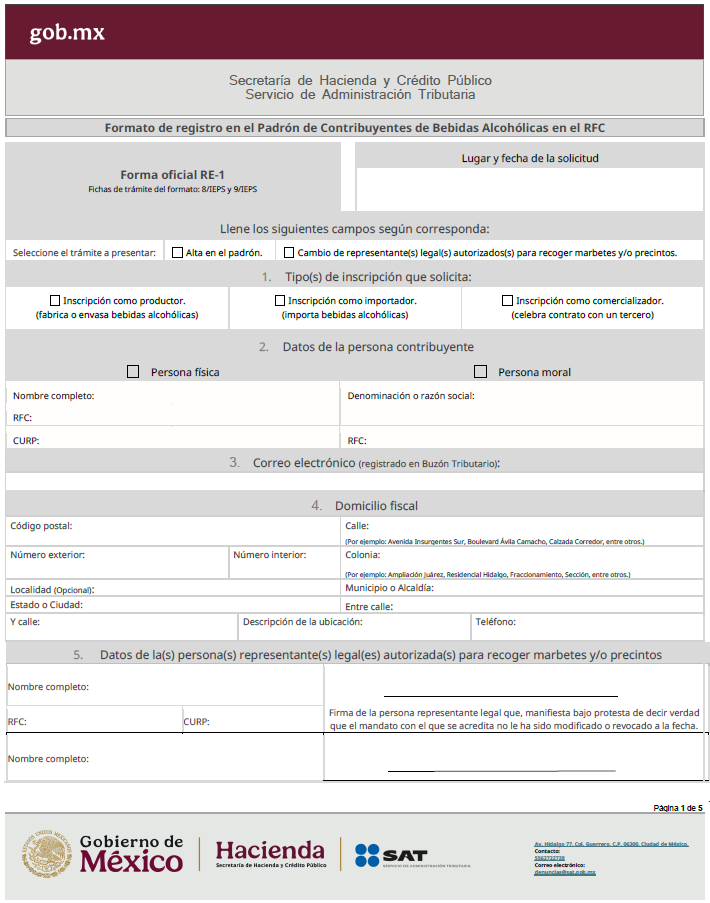 gob.mx
Secretaría de Hacienda y Crédito Público
Servicio de Administración Tributaria
Formato de registro en el Padrón de Contribuyentes de Bebidas Alcohólicas en el RFC
Forma oficial RE-1
Fichas de trámite del formato: 8/IEPS y 9/IEPS
Lugar y fecha de la solicitud
Llene los siguientes campos según corresponda:
Seleccione el trámite a presentar: Alta en el padrón. Cambio de representante(s) legal(s) autorizados(s) para recoger marbetes y/o precintos.
1. Tipo(s) de inscripción que solicita:
Inscripción como productor.
(fabrica o envasa bebidas alcohólicas)
Inscripción como importador.
(importa bebidas alcohólicas)
Inscripción como comercializador.
(celebra contrato con un tercero)
2. Datos de la persona contribuyente
Persona física Persona moral
Nombre completo: Denominación o razón social:
RFC:
CURP: RFC:
3. Correo electrónico (registrado en Buzón Tributario):
4. Domicilio fiscal
Código postal: Calle:
(Por ejemplo: Avenida Insurgentes Sur, Boulevard Ávila Camacho, Calzada Corredor, entre otros.)
Número exterior: Número interior: Colonia:
(Por ejemplo: Ampliación Juárez, Residencial Hidalgo, Fraccionamiento, Sección, entre otros.)
Localidad (Opcional): Municipio o Alcaldía:
Estado o Ciudad: Entre calle:
Y calle: Descripción de la ubicación: Teléfono:
5. Datos de la(s) persona(s) representante(s) legal(es) autorizada(s) para recoger marbetes y/o precintos
Nombre completo:
RFC: CURP:
Firma de la persona representante legal que, manifiesta bajo protesta de decir verdad
que el mandato con el que se acredita no le ha sido modificado o revocado a la fecha.
Nombre completo:
Página 1 de 5
ESTADOS UNIDOS MEXICANOS
Gobierno de
México
Hacienda
Secretaría de Hacienda y Crédito Público
SAT
SERVICIO DE ADMINISTRACIÓN TRIBUTARIA
Av. Hidalgo 77, Col. Guerrero, C.P. 06300, Ciudad de México.
Contacto:
5562722728
Correo electrónico:
denuncias@sat.gob.mx